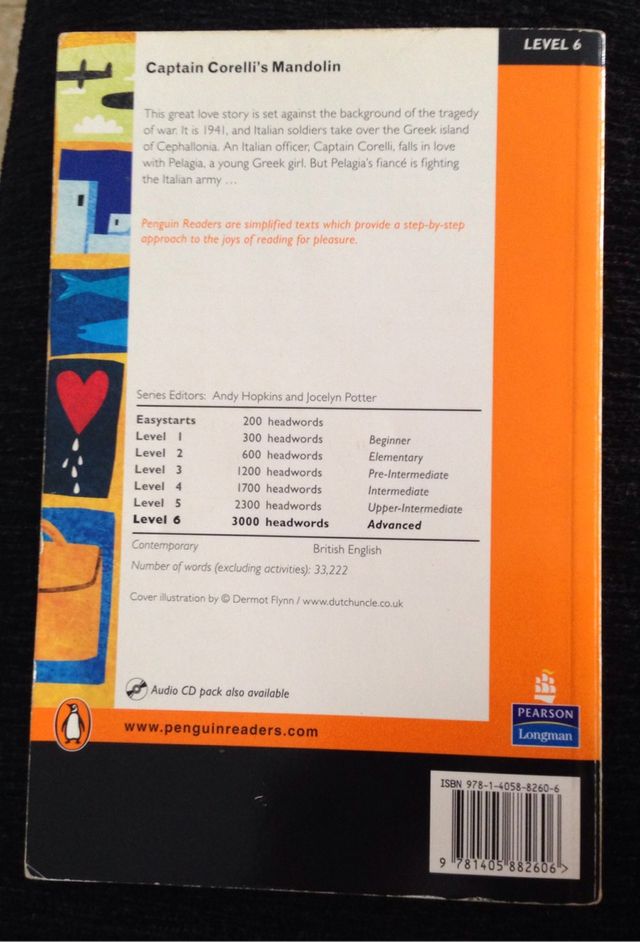 LEVEL 6
Captain Corelli's Mandolin
This great love story is set against the background of the tragedy
of war. It is 1941, and Italian soldiers take over the Greek island
of Cephallonia. An Italian officer, Captain Corelli, falls in love
with Pelagia, a young Greek girl. But Pelagia's fiancé is fighting
the Italian army ...
Penguin Readers are simplified texts which provide a step-by-step
approach to the joys of reading for pleasure.
Series Editors: Andy Hopkins and Jocelyn Potter
Easystarts 200 headwords
Level 1 300 headwords Beginner
Level 2 600 headwords Elementary
Level 3 1200 headwords Pre-Intermediate
Level 4 1700 headwords Intermediate
Level 5 2300 headwords Upper-Intermediate
Level 6 3000 headwords Advanced
Contemporary British English
Number of words (excluding activities): 33,222
Cover illustration by © Dermot Flynn / www.dutchuncle.co.uk
Audio CD pack also available
www.penguinreaders.com
PEARSON
Longman
ISBN 978-1-4058-8260-6
9 781405 882606 >